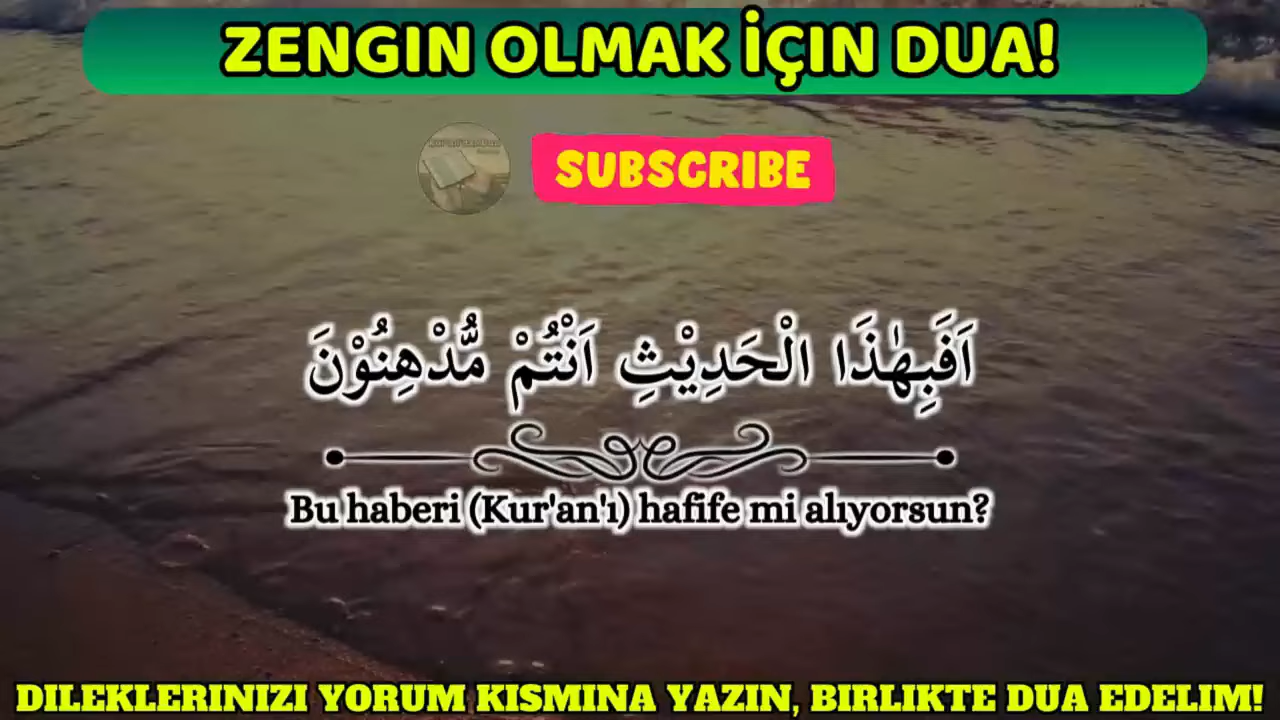 ZENGIN OLMAK İÇIN DUA!
SUBSCRIBE
اَفَبِهٰذَا الْحَدِيْثِ اَنْتُمْ مُّدْهِنُوْنَ
Bu haberi (Kur'an'ı) hafife mi alıyorsun?
DILEKLERINIZI YORUM KISMINA YAZIN, BIRLIKTE DUA EDELIM!